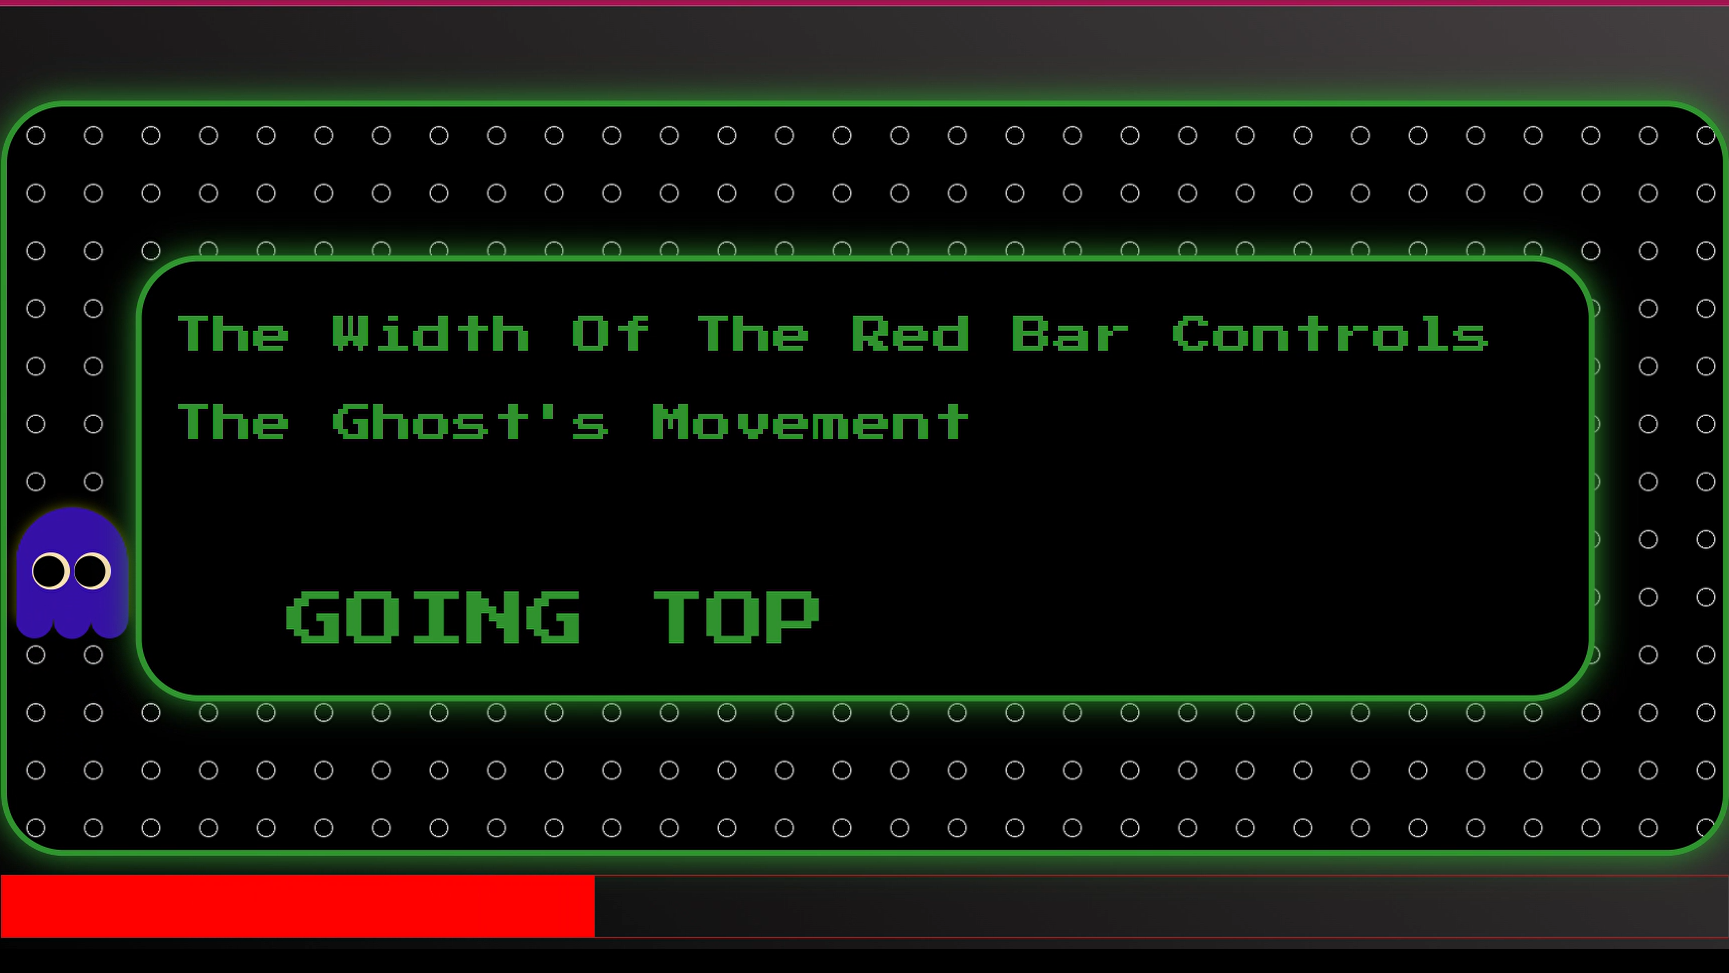 The Width Of The Red Bar Controls
The Ghost's Movement
GOING TOP